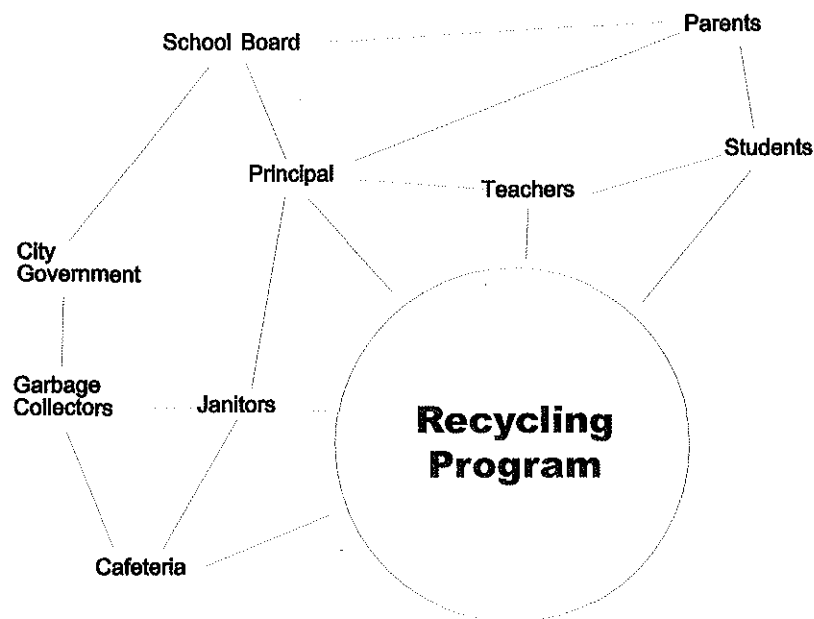 School Board
Parents
Principal
Teachers
Students
City
Government
Garbage
Collectors
Janitors
Recycling
Program
Cafeteria